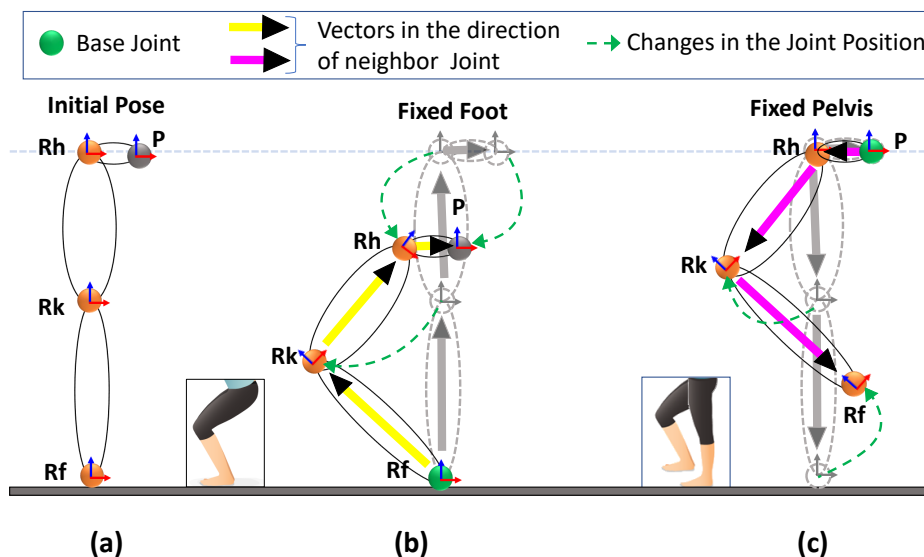 Base Joint
Vectors in the direction
of neighbor Joint
Changes in the Joint Position
Initial Pose
Fixed Foot
Fixed Pelvis
Rh
P
Rk
Rf
P
Rh
Rk
Rf
Rh
P
Rk
Rf
(a)
(b)
(c)